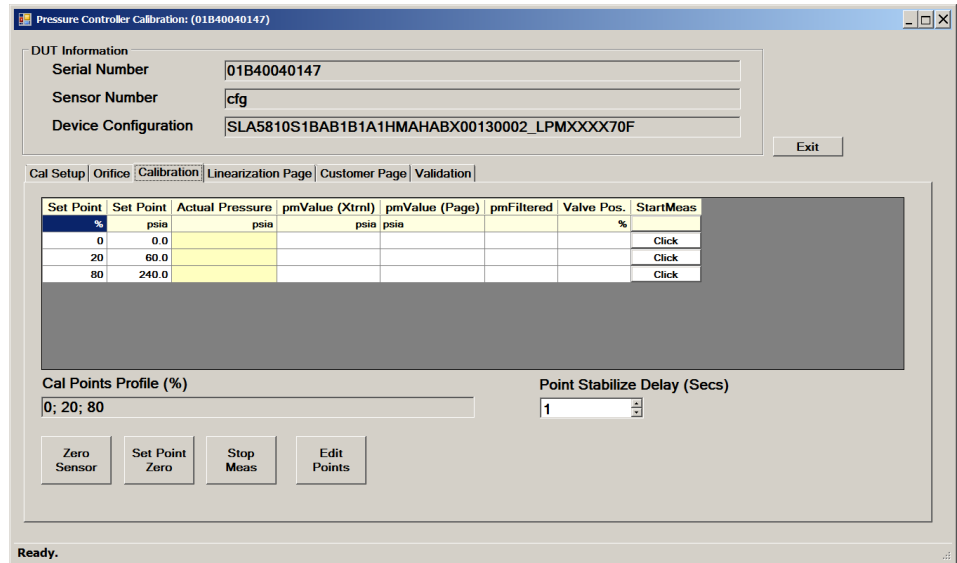 Pressure Controller Calibration: (01B40040147)
DUT Information
Serial Number 01B40040147
Sensor Number cfg
Device Configuration SLA5810S1BAB1B1A1HMAHABX00130002_LPMXXXX70F
Exit
Cal Setup Orifice Calibration Linearization Page Customer Page Validation
Set Point Set Point Actual Pressure pmValue (Xtrnl) pmValue (Page) pmFiltered Valve Pos. StartMeas
% psia psia psia psia %
0 0.0 Click
20 60.0 Click
80 240.0 Click
Cal Points Profile (%) Point Stabilize Delay (Secs)
0; 20; 80 1
Zero Set Point Stop Edit
Sensor Zero Meas Points
Ready.